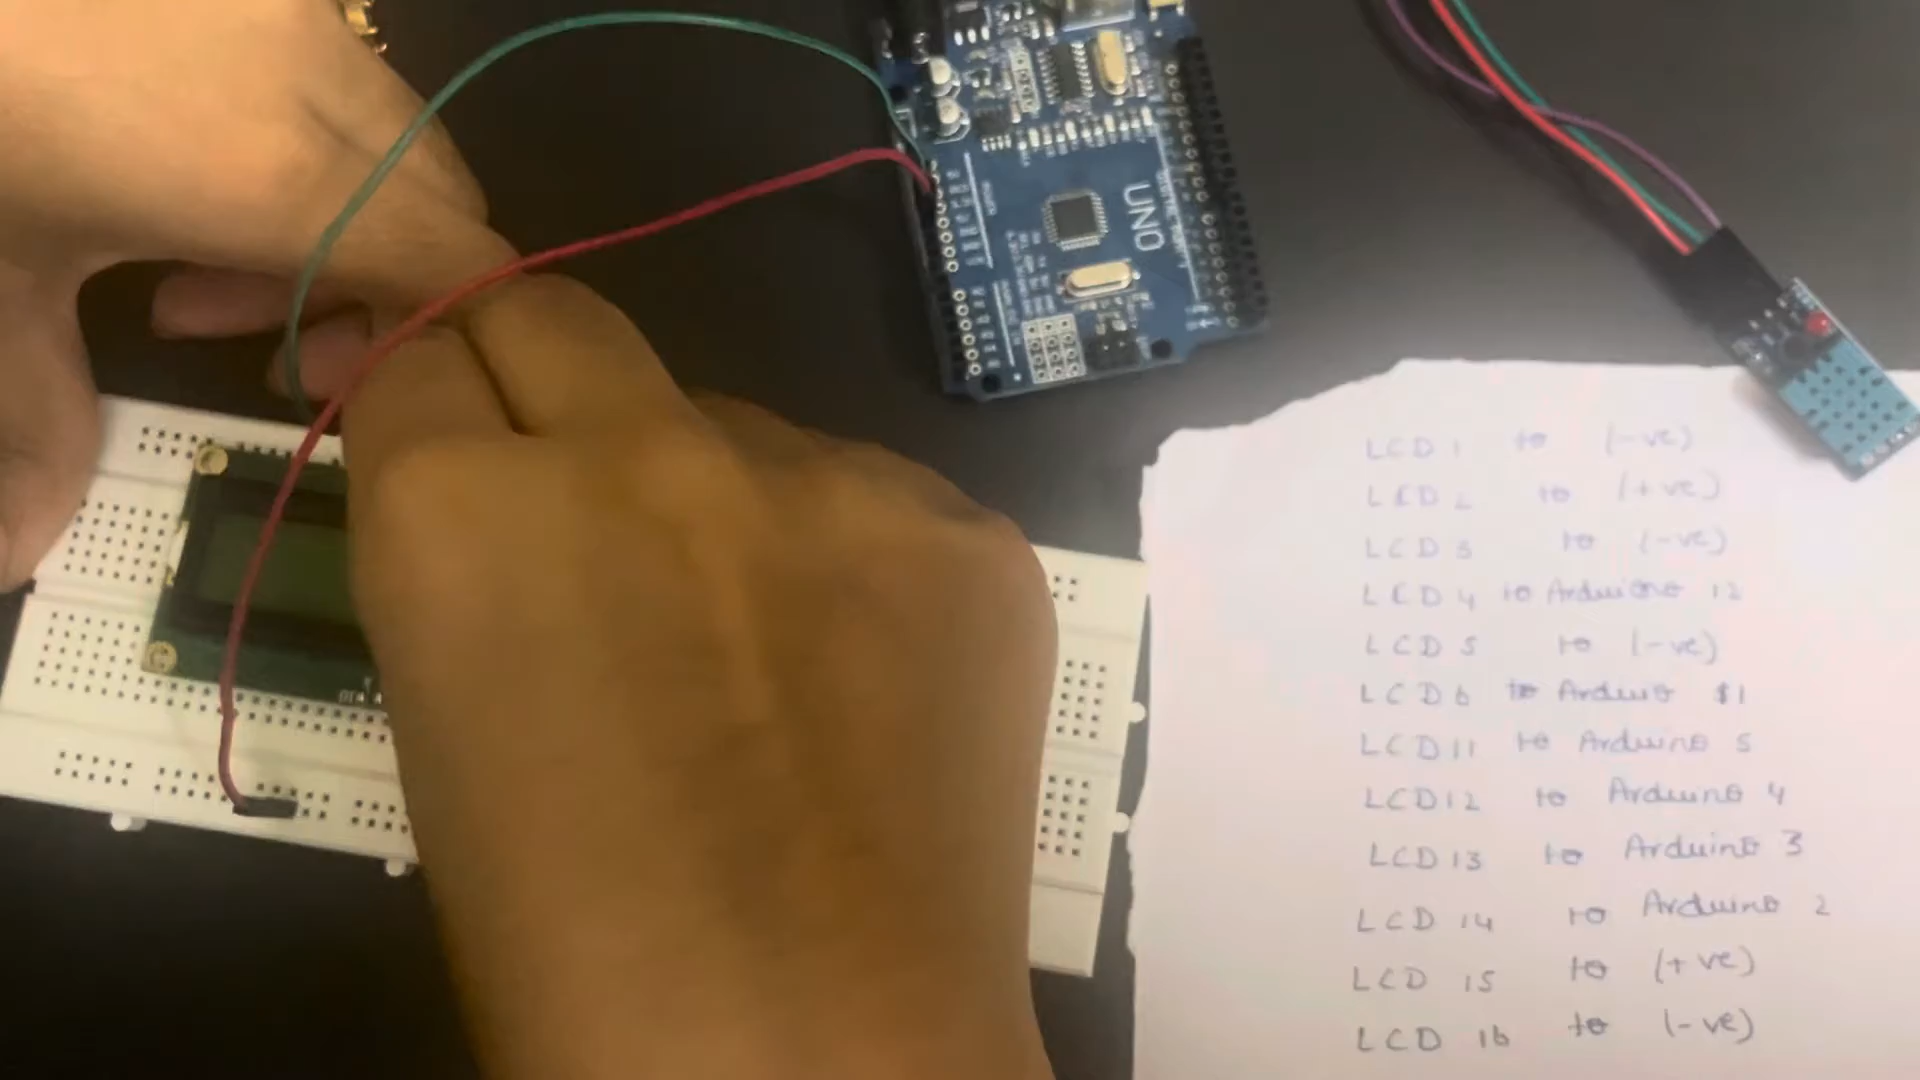 UNO
LCD 1 to (-ve)
LCD 2 to (+ve)
LCD 3 to (-ve)
LCD 4 to Arduiono 12
LCD 5 to (-ve)
LCD 6 to Arduino 11
LCD 11 to Arduino 5
LCD 12 to Arduino 4
LCD 13 to Arduino 3
LCD 14 to Arduino 2
LCD 15 to (+ve)
LCD 16 to (-ve)